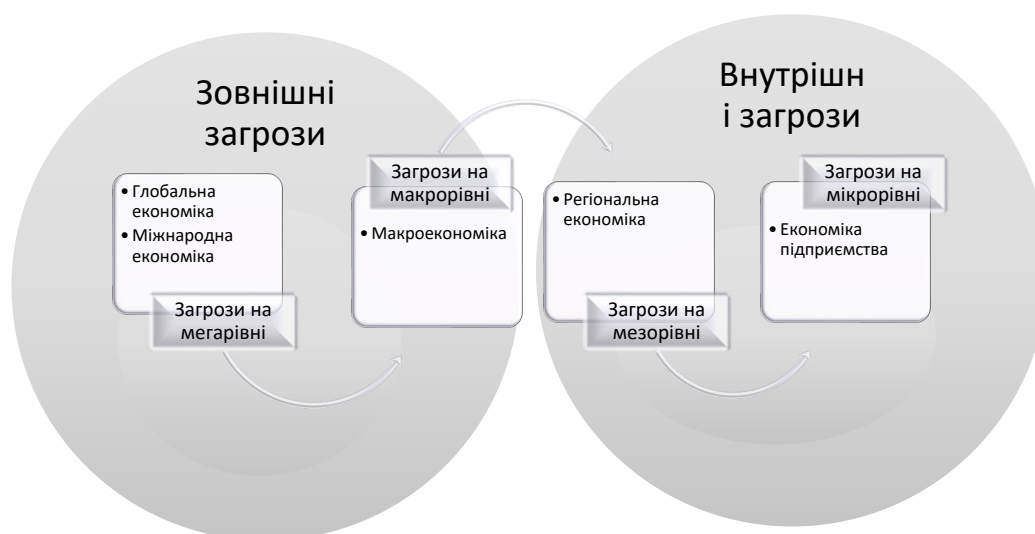 Зовнішні
загрози
• Глобальна
економіка
• Міжнародна
економіка
Загрози на
мегарівні
Загрози на
макрорівні
• Макроекономіка
Внутрішн
і загрози
• Регіональна
економіка
Загрози на
мезорівні
Загрози на
мікрорівні
• Економіка
підприємства